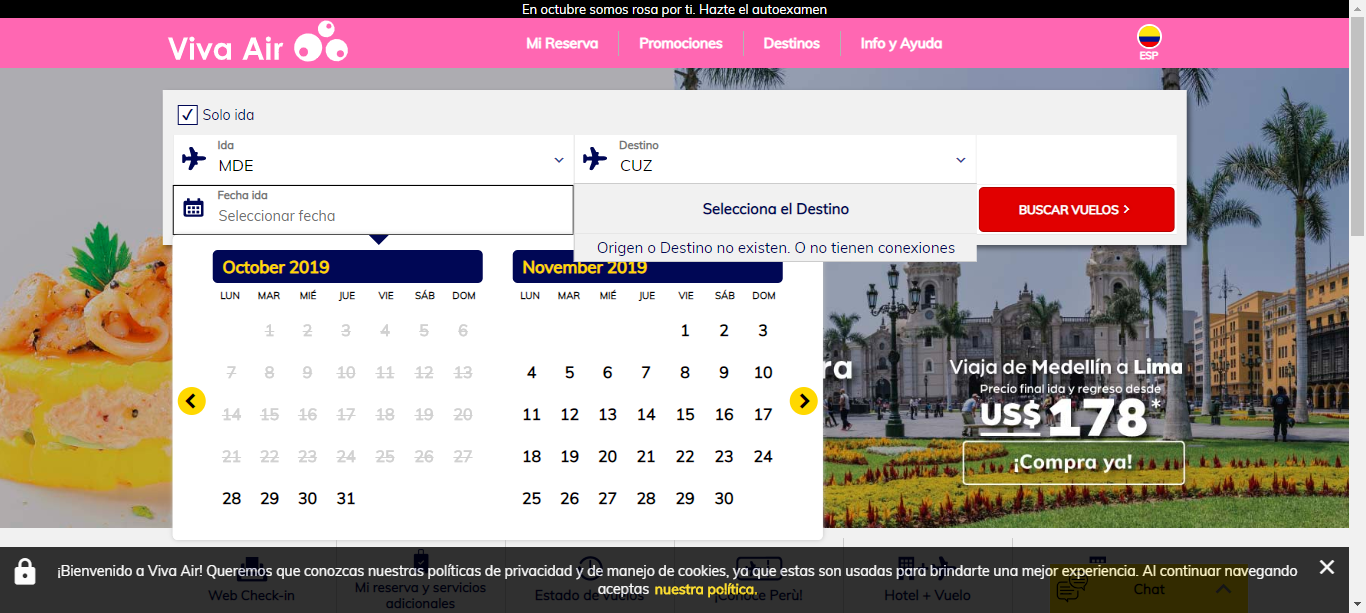 En octubre somos rosa por ti. Hazte el autoexamen
Viva Air
Mi Reserva
Promociones
Destinos
Info y Ayuda
ESP
Solo ida
Ida
MDE
Destino
CUZ
Fecha ida
Seleccionar fecha
Selecciona el Destino
BUSCAR VUELOS >
Origen o Destino no existen. O no tienen conexiones
October 2019
LUN MAR MIÉ JUE VIE SÁB DOM
1 2 3 4 5 6
7 8 9 10 11 12 13
14 15 16 17 18 19 20
21 22 23 24 25 26 27
28 29 30 31
November 2019
LUN MAR MIÉ JUE VIE SÁB DOM
1 2 3
4 5 6 7 8 9 10
11 12 13 14 15 16 17
18 19 20 21 22 23 24
25 26 27 28 29 30
ra
Viaja de Medellín a Lima
Precio final ida y regreso desde
US$ 178*
¡Compra ya!
¡Bienvenido a Viva Air! Queremos que conozcas nuestras políticas de privacidad y de manejo de cookies, ya que estas son usadas para brindarte una mejor experiencia. Al continuar navegando
aceptas nuestra política.
Web Check-in
Mi reserva y servicios
adicionales
Estado de vuelos
¡Conoce Perù!
Hotel + Vuelo
Chat